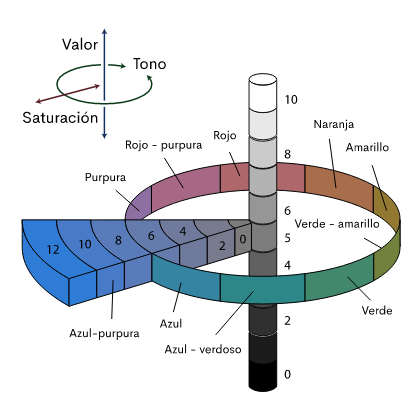 Valor
Tono
Saturación
10
Naranja
Rojo
Rojo - purpura
Amarillo
8
Purpura
6
Verde - amarillo
12
10
8
6
4
2
0
5
4
Azul
2
Verde
Azul-purpura
Azul - verdoso
0